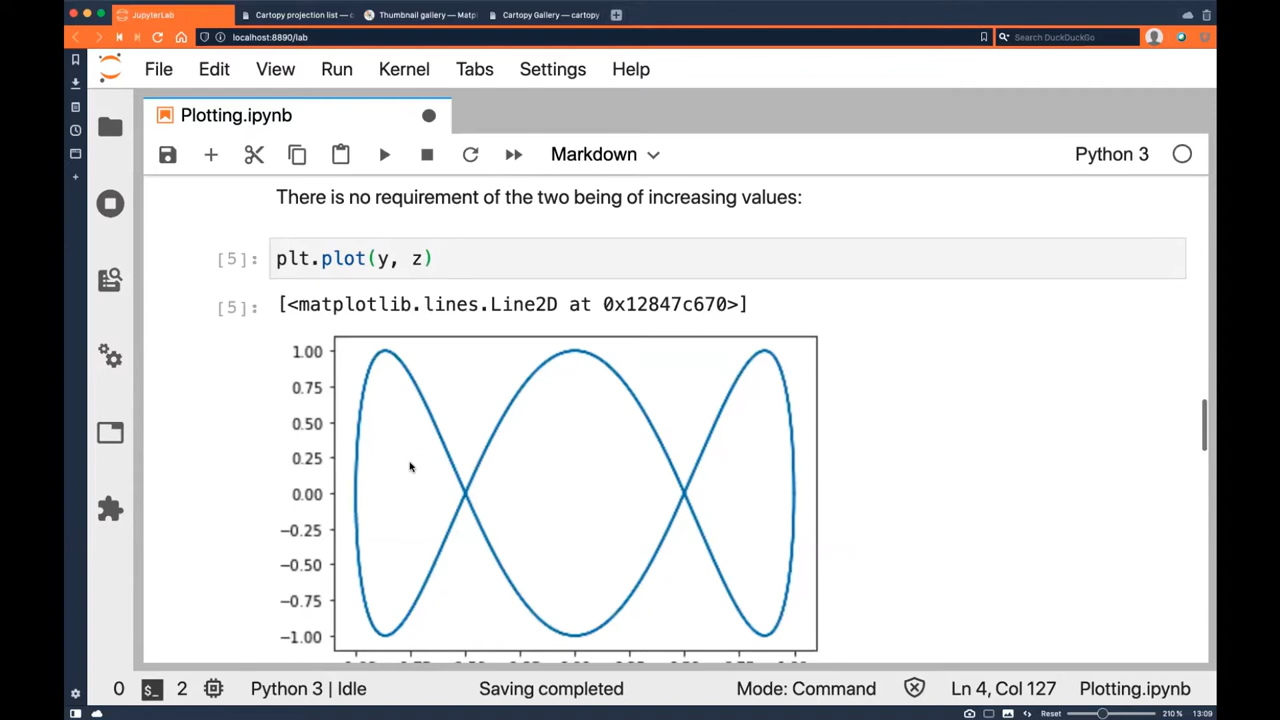 JupyterLab
Cartopy projection list — c
Thumbnail gallery — Matp
Cartopy Gallery — cartopy
localhost:8890/lab
Search DuckDuckGo
File Edit View Run Kernel Tabs Settings Help
Plotting.ipynb
Markdown
Python 3
There is no requirement of the two being of increasing values:
[5]: plt.plot(y, z)
[5]: [<matplotlib.lines.Line2D at 0x12847c670>]
1.00
0.75
0.50
0.25
0.00
−0.25
−0.50
−0.75
−1.00
0 $_ 2 Python 3 | Idle Saving completed Mode: Command Ln 4, Col 127 Plotting.ipynb
Reset 210 % 13:09